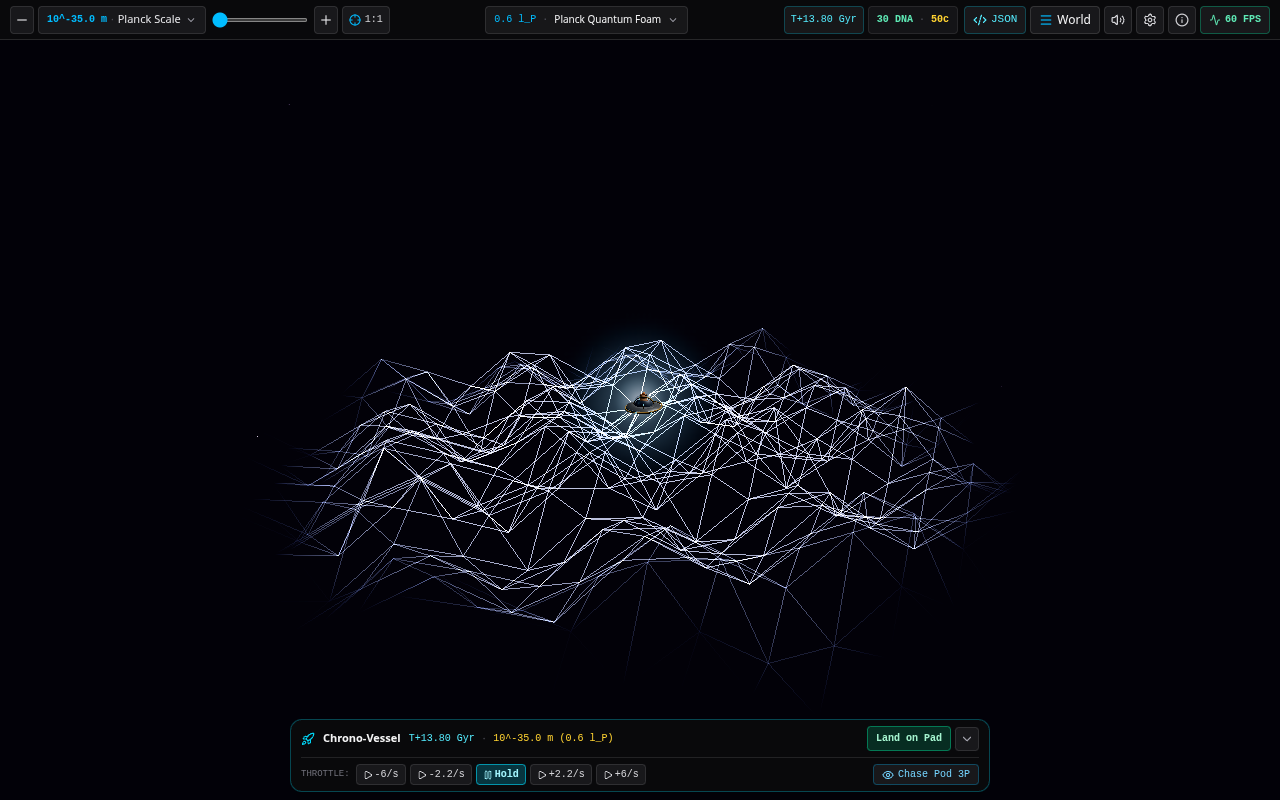 10^-35.0 m · Planck Scale
1:1
0.6 l_P · Planck Quantum Foam
T+13.80 Gyr
30 DNA · 50c
JSON
World
60 FPS
Chrono-Vessel T+13.80 Gyr · 10^-35.0 m (0.6 l_P)
Land on Pad
THROTTLE: -6/s -2.2/s Hold +2.2/s +6/s
Chase Pod 3P